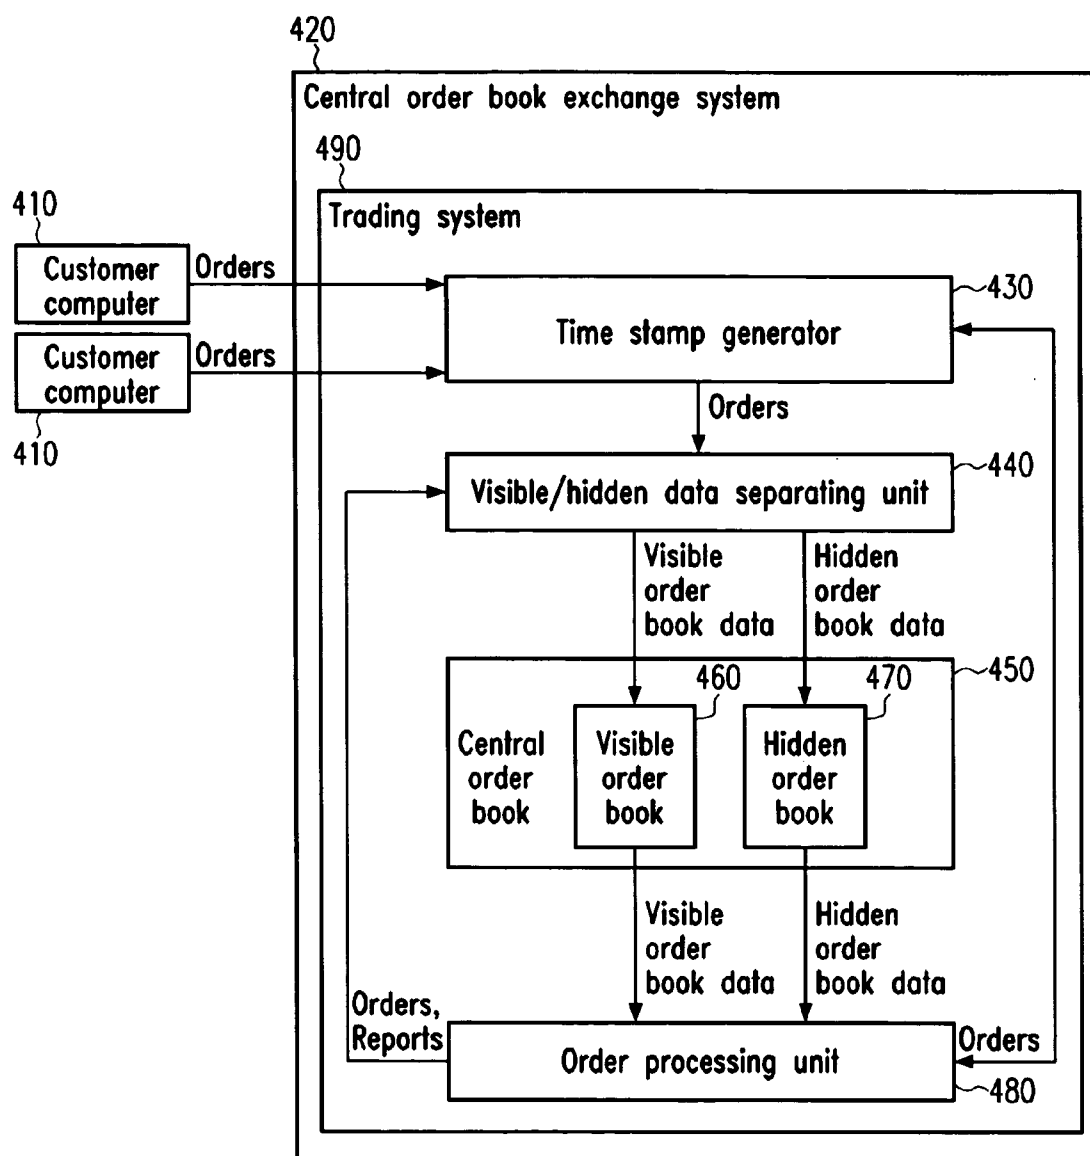 420
Central order book exchange system
490
Trading system
410
Customer
computer
Orders
430
Time stamp generator
Customer
computer
Orders
410
Orders
440
Visible/hidden data separating unit
Visible
order
book data
Hidden
order
book data
450
460
470
Central
order
book
Visible
order
book
Hidden
order
book
Visible
order
book data
Hidden
order
book data
Orders,
Reports
Order processing unit
Orders
480